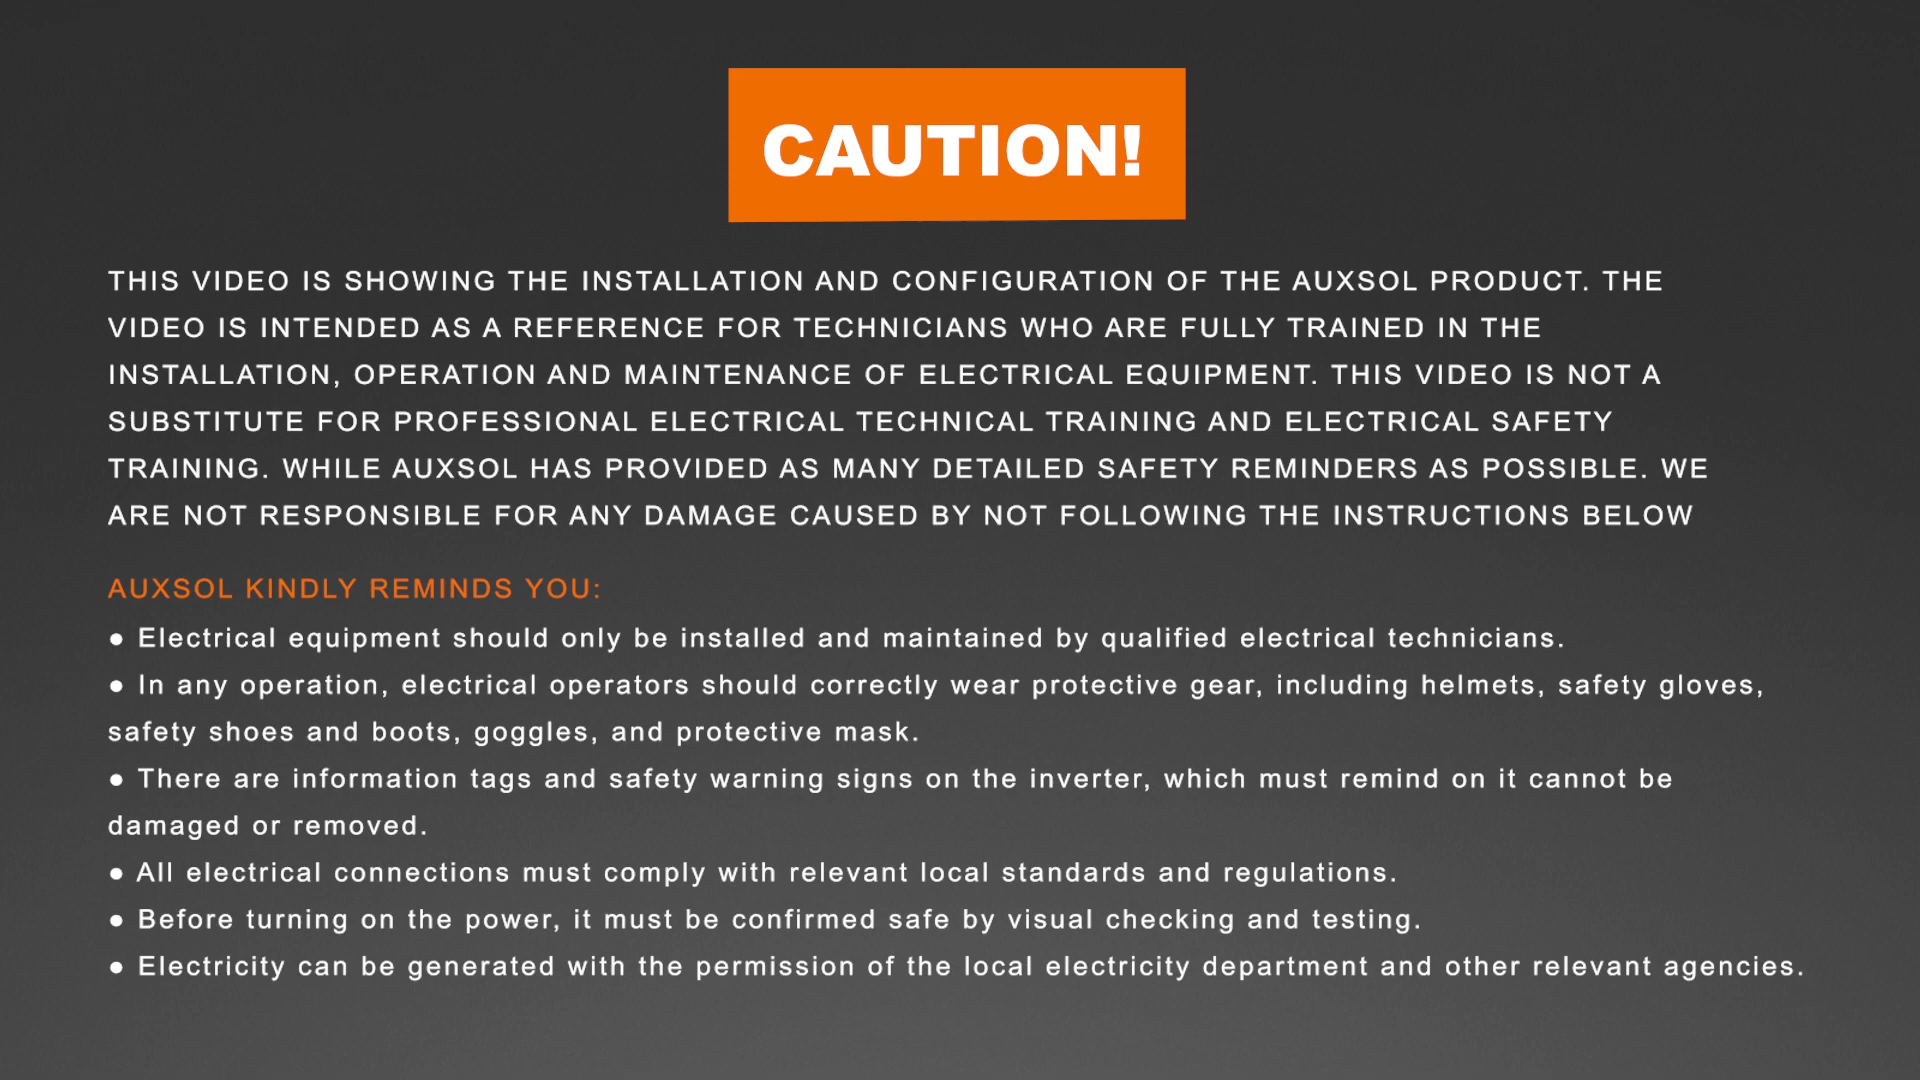 CAUTION!
THIS VIDEO IS SHOWING THE INSTALLATION AND CONFIGURATION OF THE AUXSOL PRODUCT. THE
VIDEO IS INTENDED AS A REFERENCE FOR TECHNICIANS WHO ARE FULLY TRAINED IN THE
INSTALLATION, OPERATION AND MAINTENANCE OF ELECTRICAL EQUIPMENT. THIS VIDEO IS NOT A
SUBSTITUTE FOR PROFESSIONAL ELECTRICAL TECHNICAL TRAINING AND ELECTRICAL SAFETY
TRAINING. WHILE AUXSOL HAS PROVIDED AS MANY DETAILED SAFETY REMINDERS AS POSSIBLE. WE
ARE NOT RESPONSIBLE FOR ANY DAMAGE CAUSED BY NOT FOLLOWING THE INSTRUCTIONS BELOW
AUXSOL KINDLY REMINDS YOU:
● Electrical equipment should only be installed and maintained by qualified electrical technicians.
● In any operation, electrical operators should correctly wear protective gear, including helmets, safety gloves,
safety shoes and boots, goggles, and protective mask.
● There are information tags and safety warning signs on the inverter, which must remind on it cannot be
damaged or removed.
● All electrical connections must comply with relevant local standards and regulations.
● Before turning on the power, it must be confirmed safe by visual checking and testing.
● Electricity can be generated with the permission of the local electricity department and other relevant agencies.